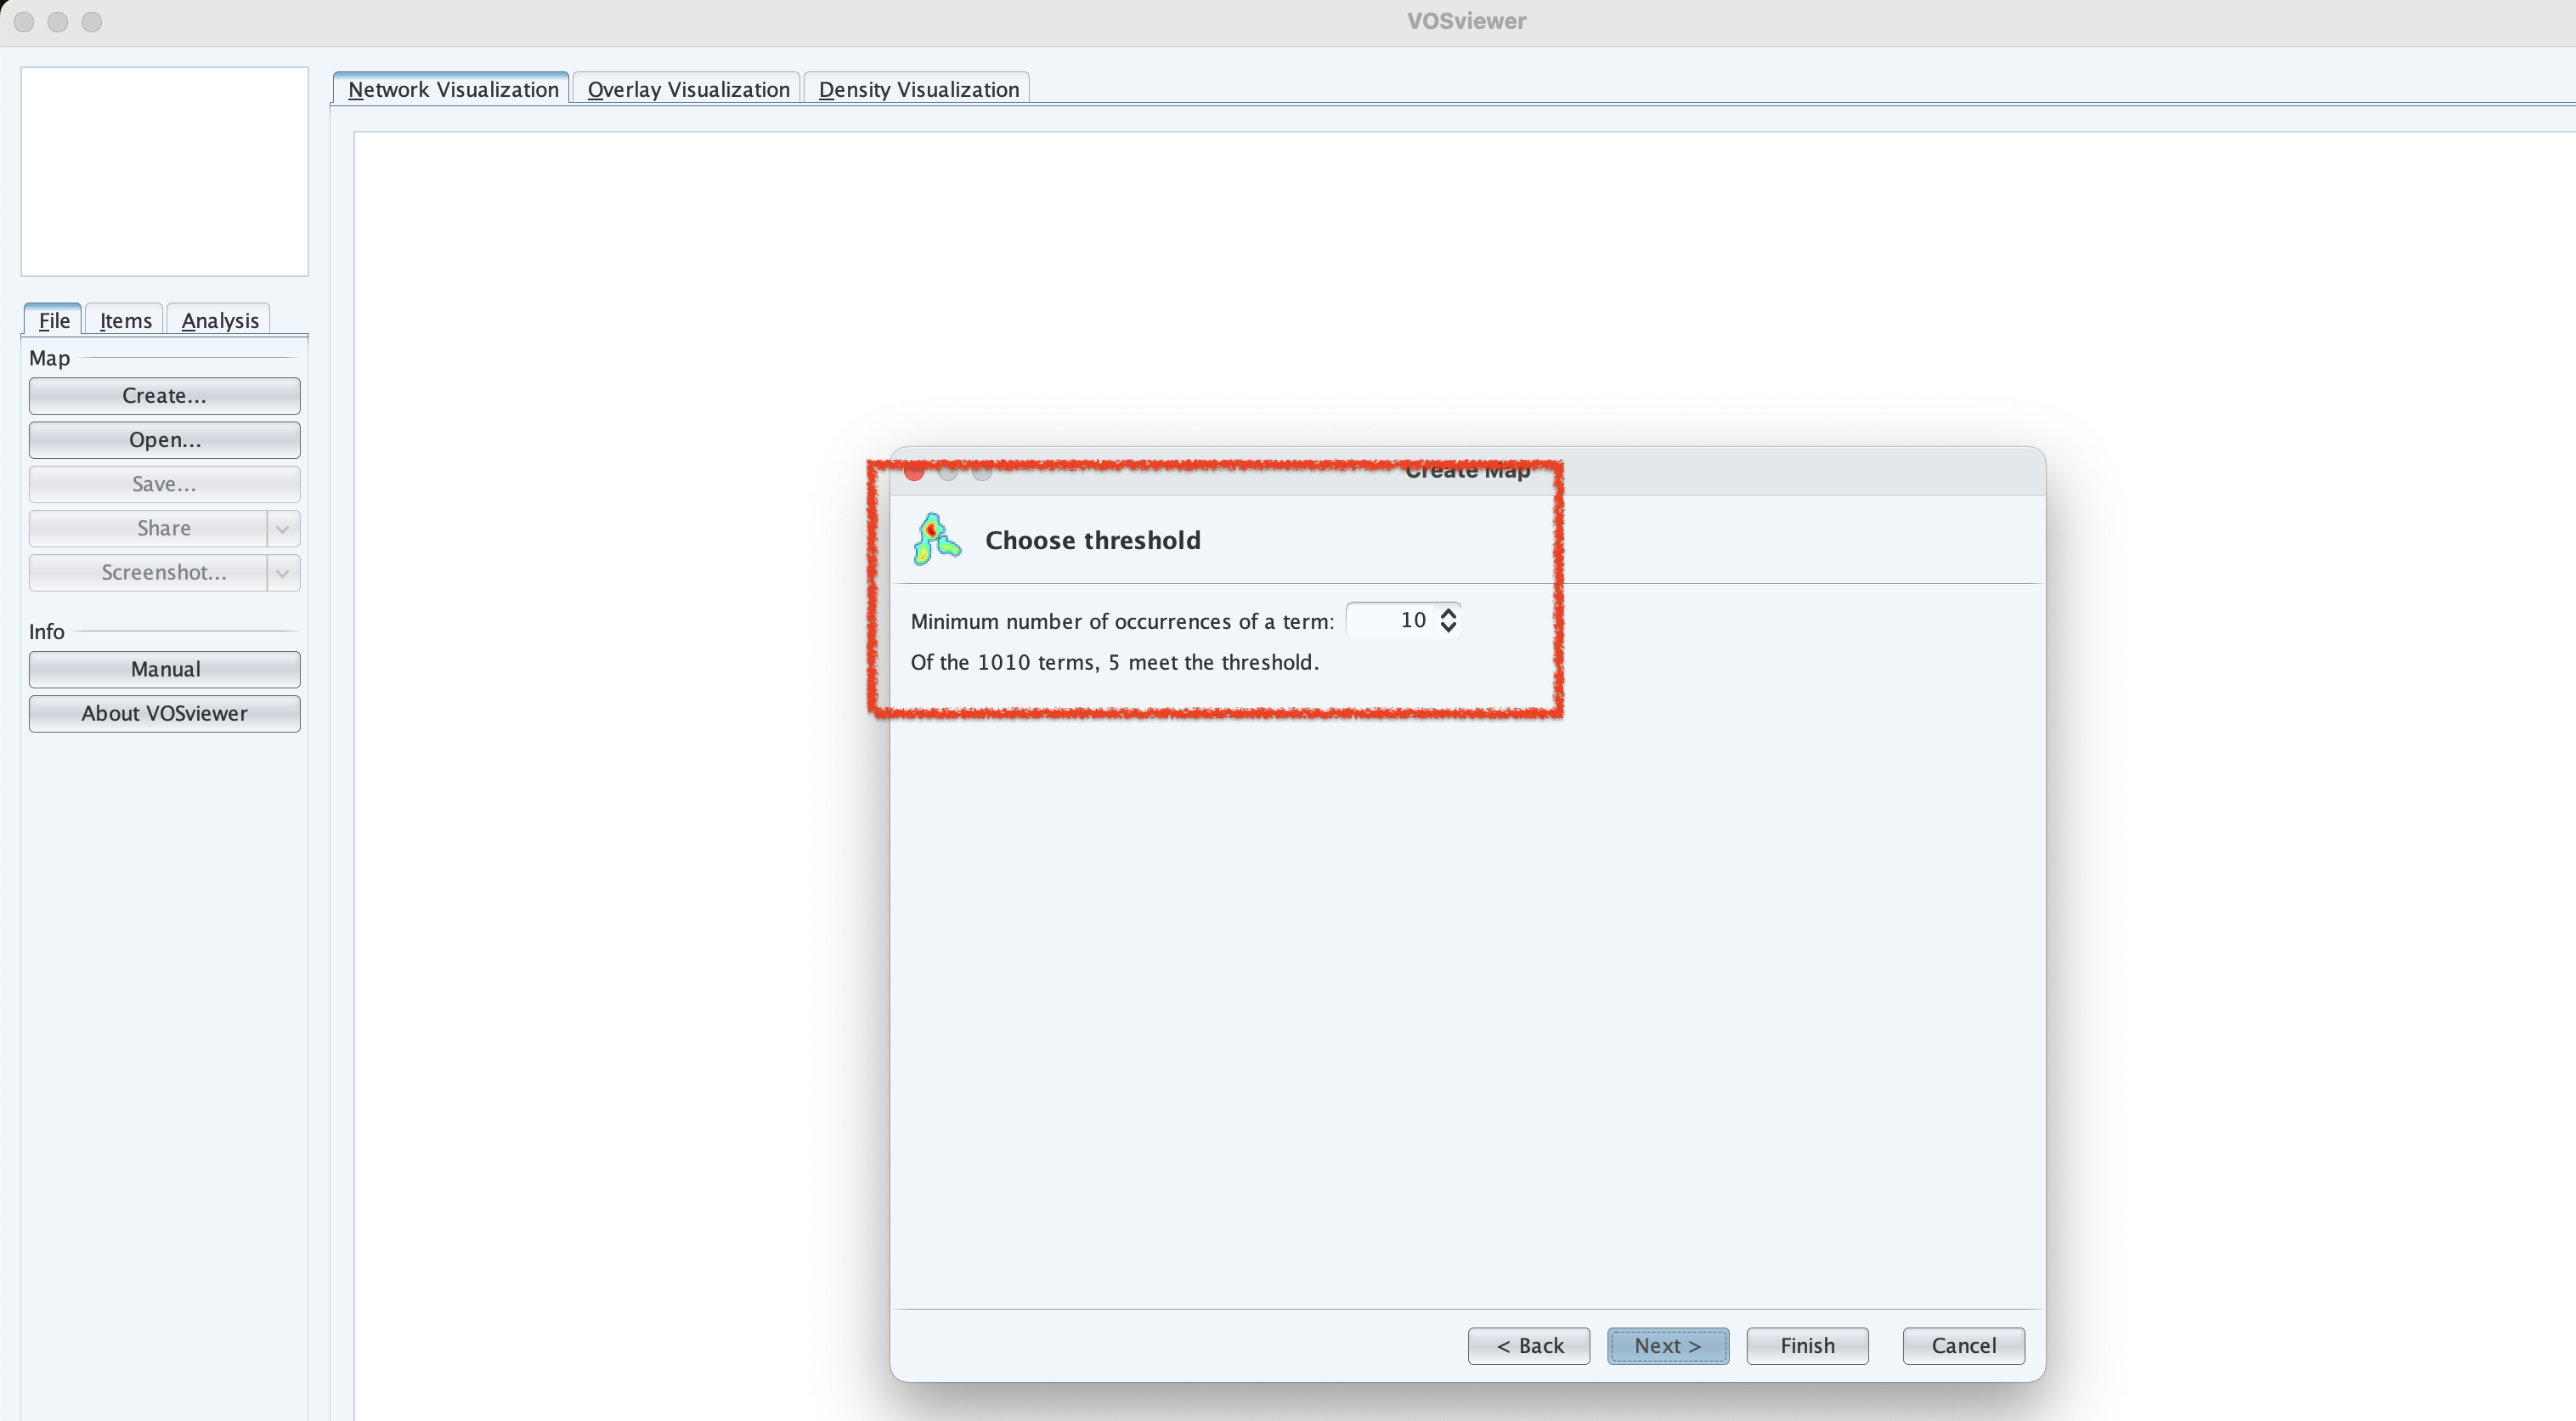 VOSviewer
Network Visualization
Overlay Visualization
Density Visualization
File
Items
Analysis
Map
Create...
Open...
Save...
Share
Screenshot...
Info
Manual
About VOSviewer
Create Map
Choose threshold
Minimum number of occurrences of a term: 10
Of the 1010 terms, 5 meet the threshold.
< Back
Next >
Finish
Cancel